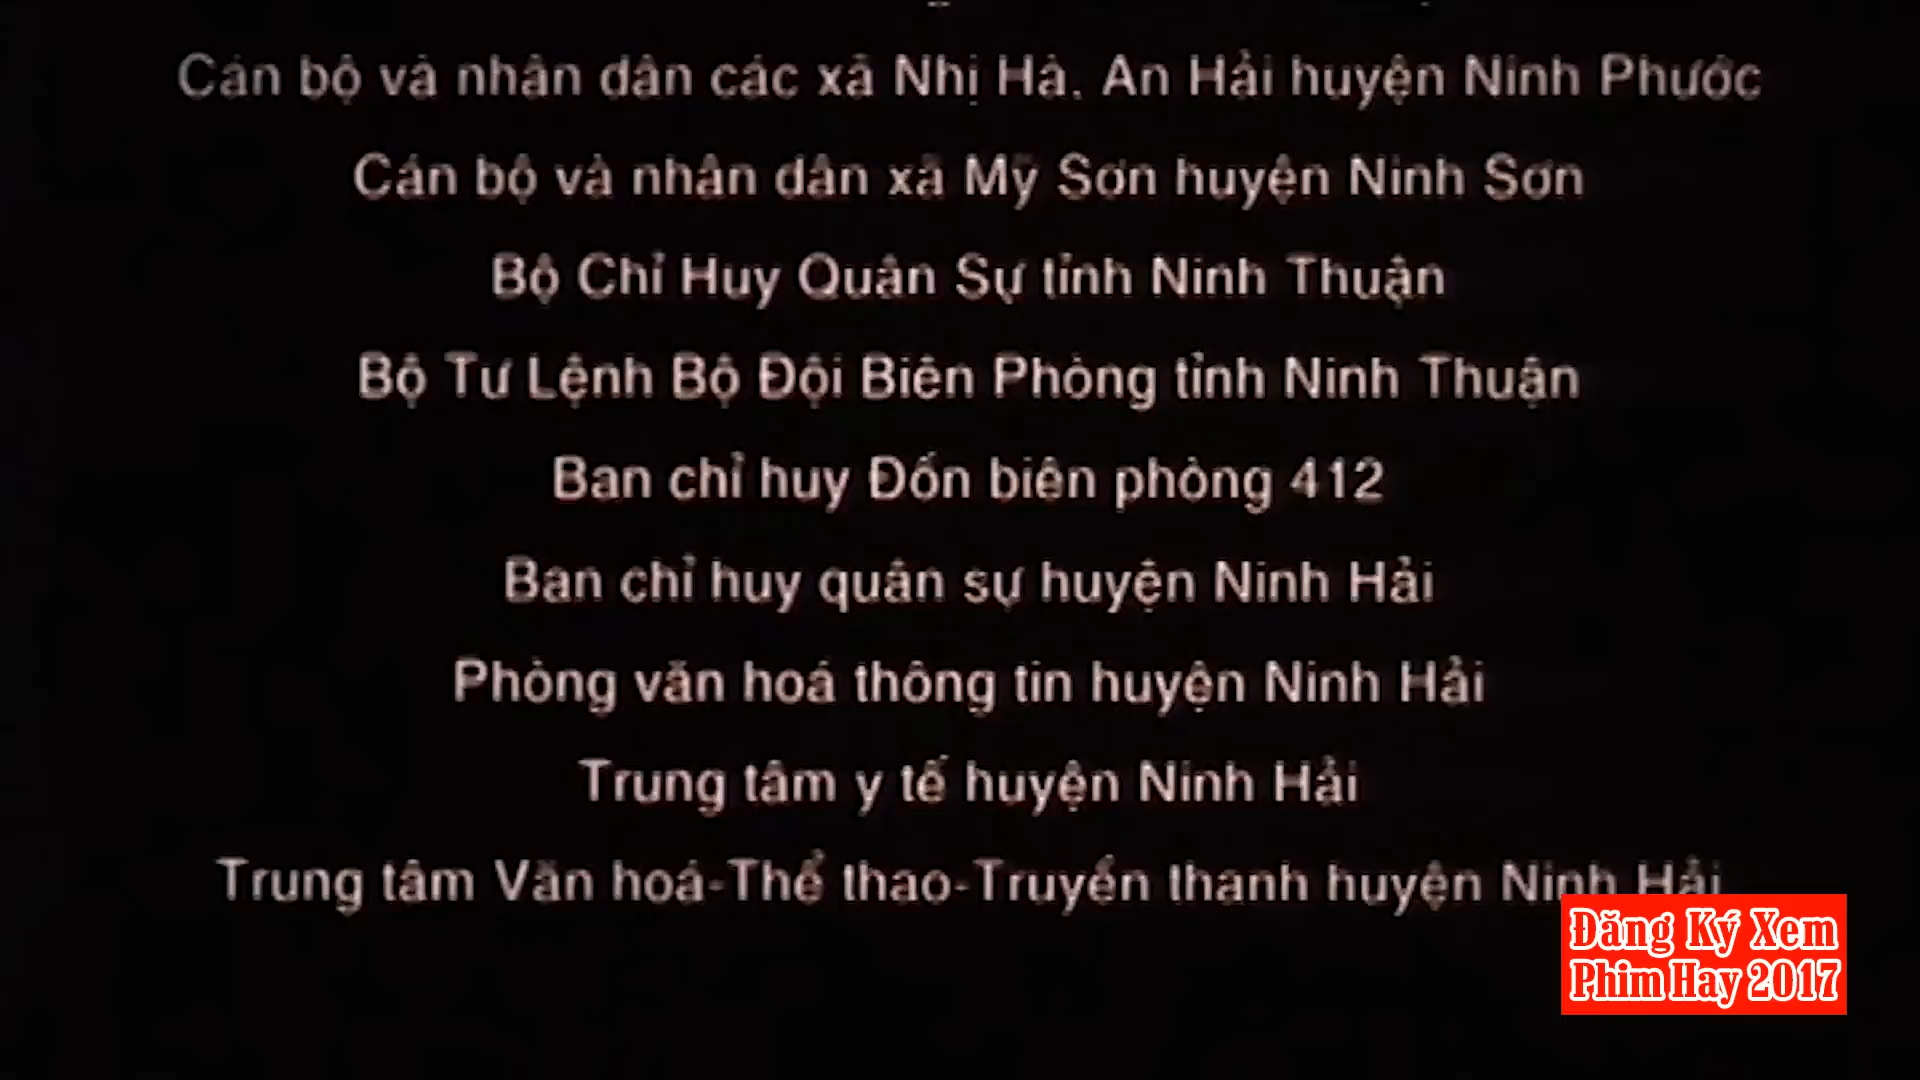 Cán bộ và nhân dân các xã Nhị Hà, An Hải huyện Ninh Phước
Cán bộ và nhân dân xã Mỹ Sơn huyện Ninh Sơn
Bộ Chỉ Huy Quân Sự tỉnh Ninh Thuận
Bộ Tư Lệnh Bộ Đội Biên Phòng tỉnh Ninh Thuận
Ban chỉ huy Đồn biên phòng 412
Ban chỉ huy quân sự huyện Ninh Hải
Phòng văn hoá thông tin huyện Ninh Hải
Trung tâm y tế huyện Ninh Hải
Trung tâm Văn hoá-Thể thao-Truyền thanh huyện Ninh Hải
Đăng Ký Xem
Phim Hay 2017